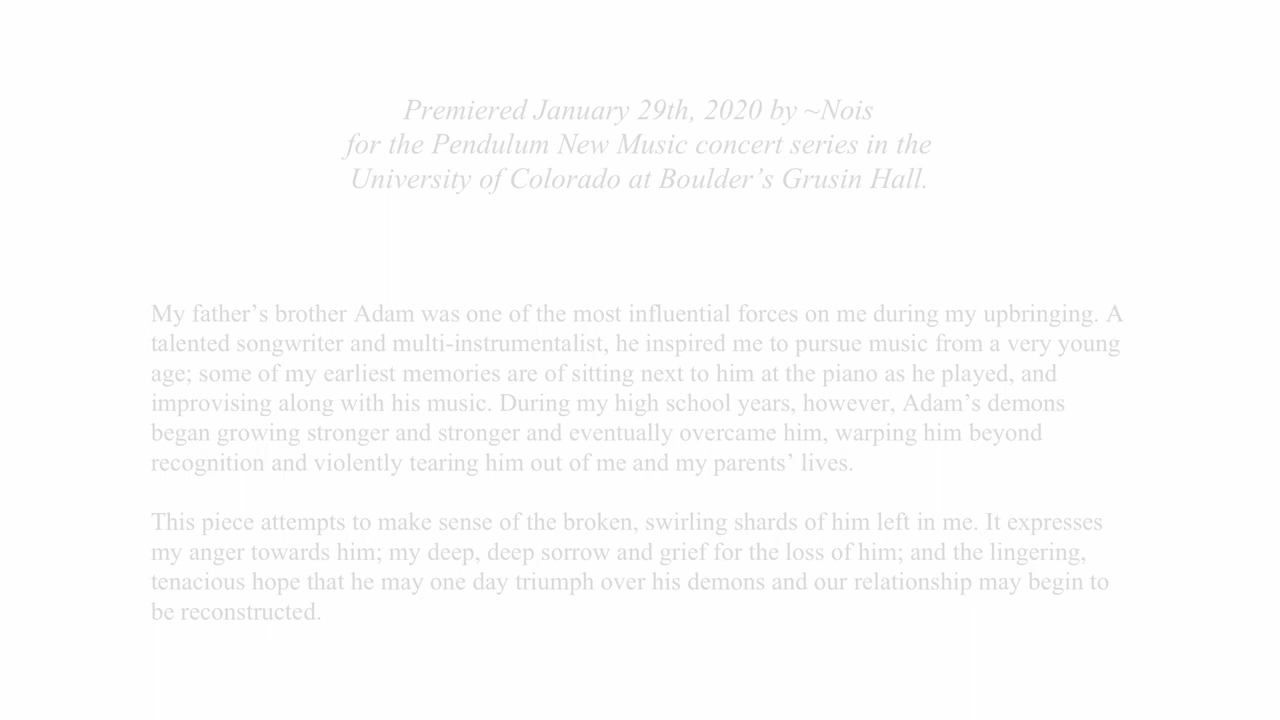 Premiered January 29th, 2020 by ~Nois
for the Pendulum New Music concert series in the
University of Colorado at Boulder’s Grusin Hall.
My father’s brother Adam was one of the most influential forces on me during my upbringing. A
talented songwriter and multi-instrumentalist, he inspired me to pursue music from a very young
age; some of my earliest memories are of sitting next to him at the piano as he played, and
improvising along with his music. During my high school years, however, Adam’s demons
began growing stronger and stronger and eventually overcame him, warping him beyond
recognition and violently tearing him out of me and my parents’ lives.
This piece attempts to make sense of the broken, swirling shards of him left in me. It expresses
my anger towards him; my deep, deep sorrow and grief for the loss of him; and the lingering,
tenacious hope that he may one day triumph over his demons and our relationship may begin to
be reconstructed.